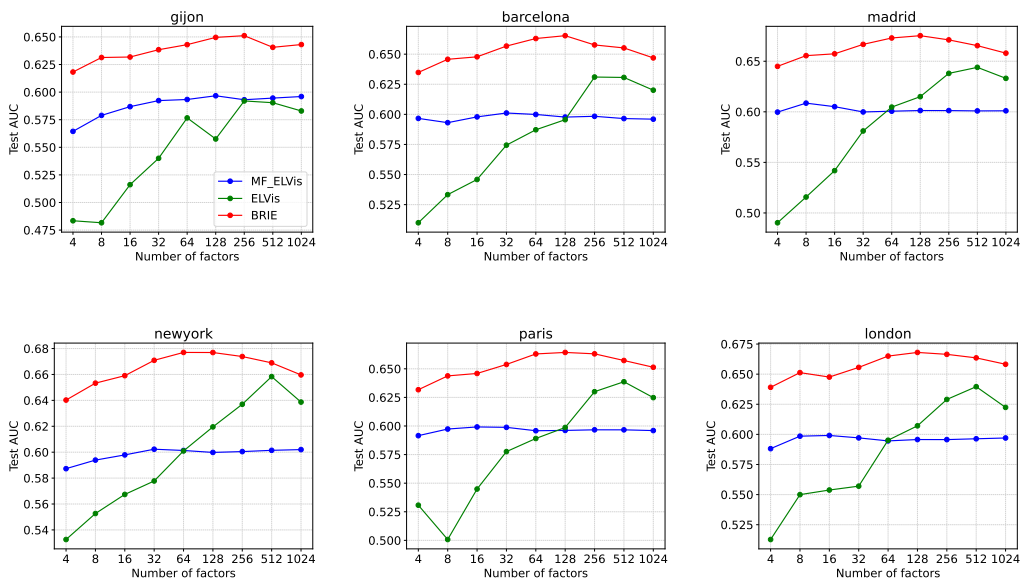 gijon
Test AUC
0.650
0.625
0.600
0.575
0.550
0.525
0.500
0.475
4 8 16 32 64 128 256 512 1024
Number of factors
MF_ELVis
ELVis
BRIE
barcelona
Test AUC
0.650
0.625
0.600
0.575
0.550
0.525
4 8 16 32 64 128 256 512 1024
Number of factors
madrid
Test AUC
0.65
0.60
0.55
0.50
4 8 16 32 64 128 256 512 1024
Number of factors
newyork
Test AUC
0.68
0.66
0.64
0.62
0.60
0.58
0.56
0.54
4 8 16 32 64 128 256 512 1024
Number of factors
paris
Test AUC
0.650
0.625
0.600
0.575
0.550
0.525
0.500
4 8 16 32 64 128 256 512 1024
Number of factors
london
Test AUC
0.675
0.650
0.625
0.600
0.575
0.550
0.525
4 8 16 32 64 128 256 512 1024
Number of factors